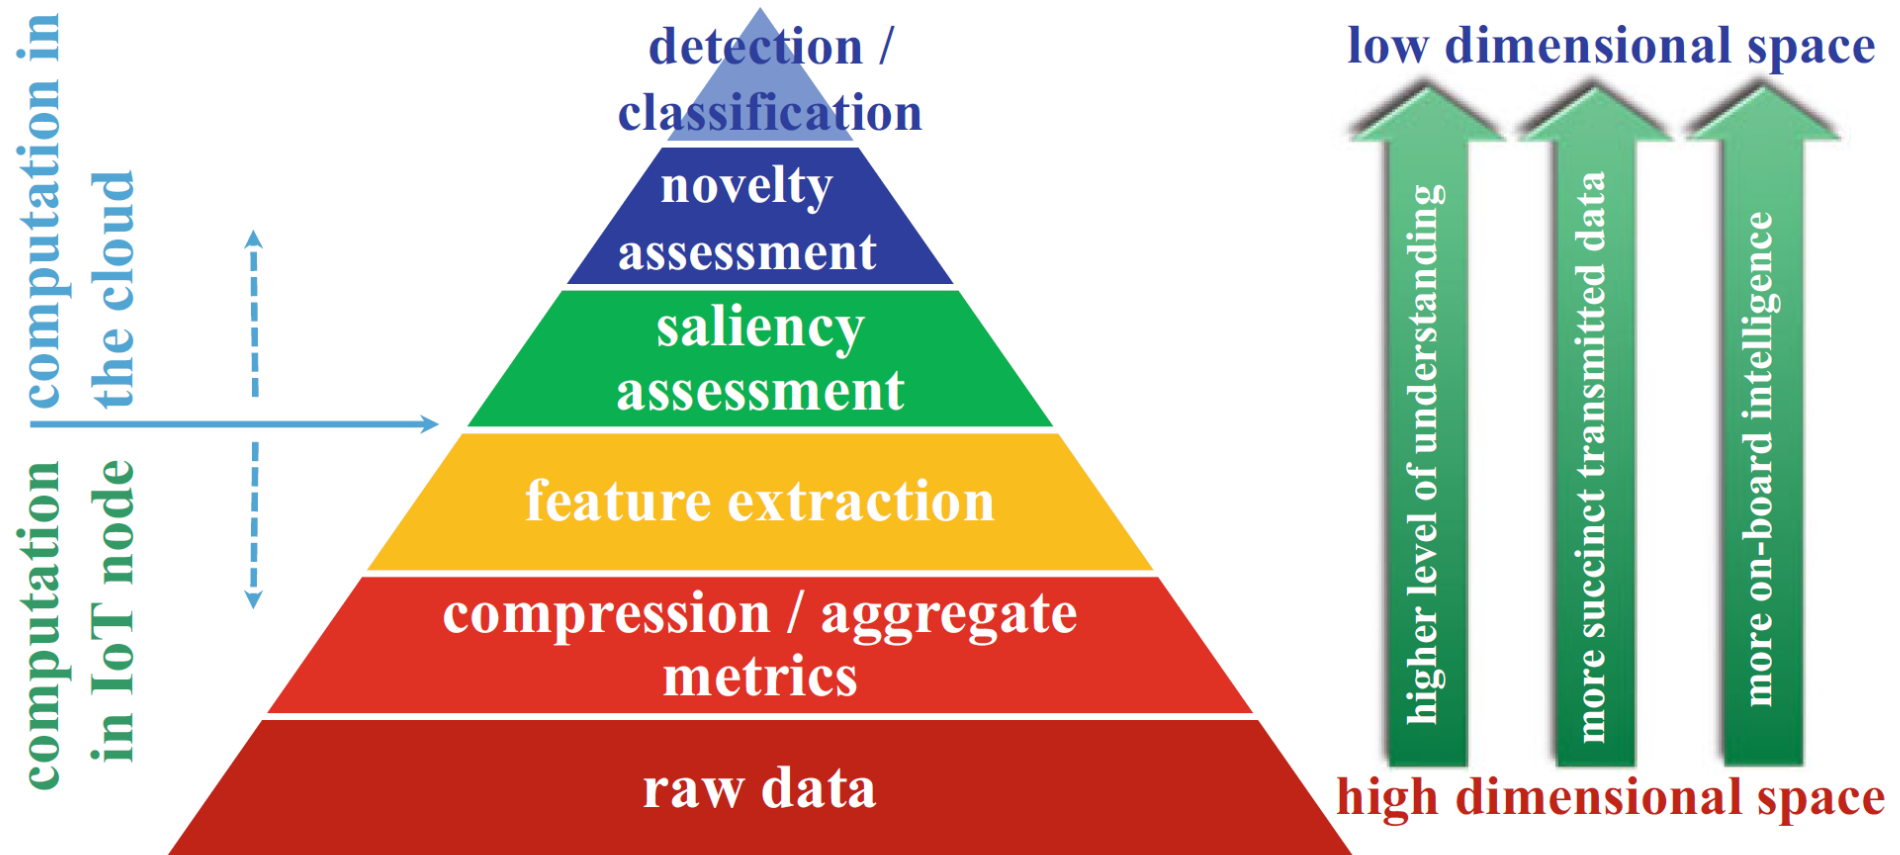 computation in
the cloud
computation
in IoT node
detection /
classification
novelty
assessment
saliency
assessment
feature extraction
compression / aggregate
metrics
raw data
low dimensional space
higher level of understanding
more succinct transmitted data
more on-board intelligence
high dimensional space